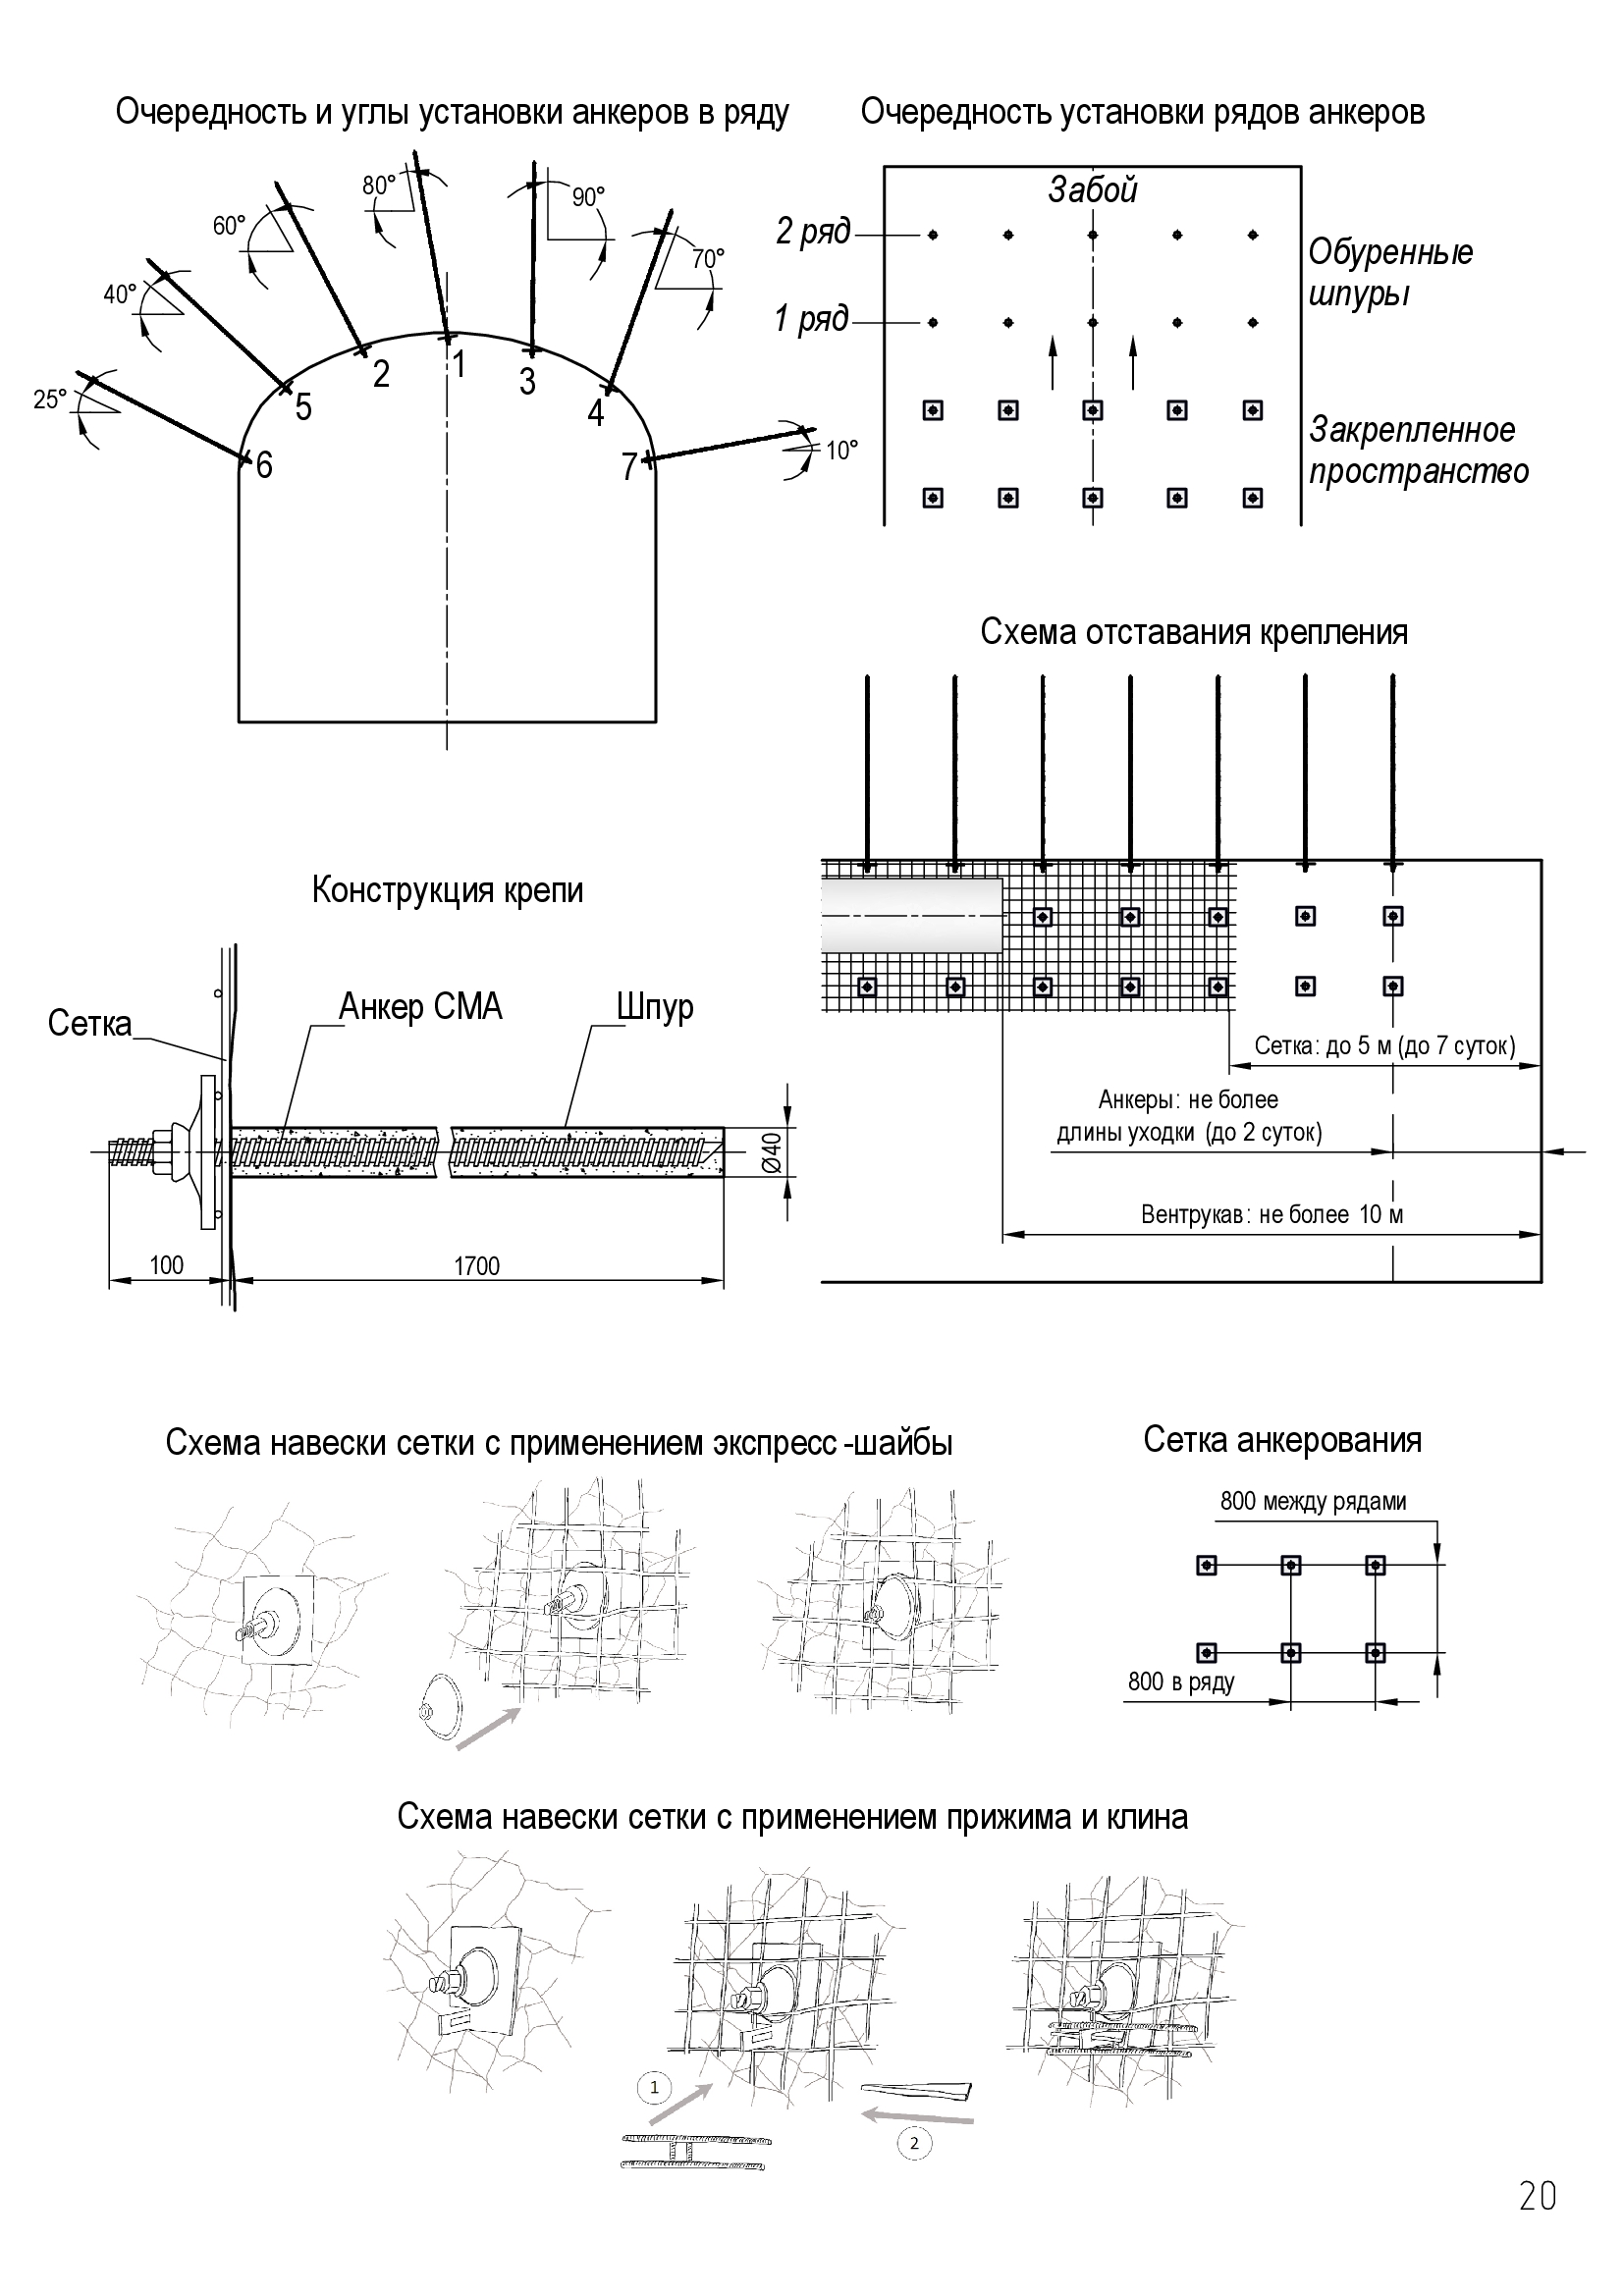 Очередность и углы установки анкеров в ряду
80°
90°
60°
70°
40°
25°
10°
1
2
3
5
4
6
7
Очередность установки рядов анкеров
Забой
2 ряд
1 ряд
Обуренные
шпуры
Закрепленное
пространство
Схема отставания крепления
Сетка: до 5 м (до 7 суток)
Анкеры: не более
длины уходки (до 2 суток)
Вентрукав: не более 10 м
Конструкция крепи
Сетка
Анкер СМА
Шпур
Ø40
100
1700
Схема навески сетки с применением экспресс-шайбы
Сетка анкерования
800 между рядами
800 в ряду
Схема навески сетки с применением прижима и клина
1
2
20